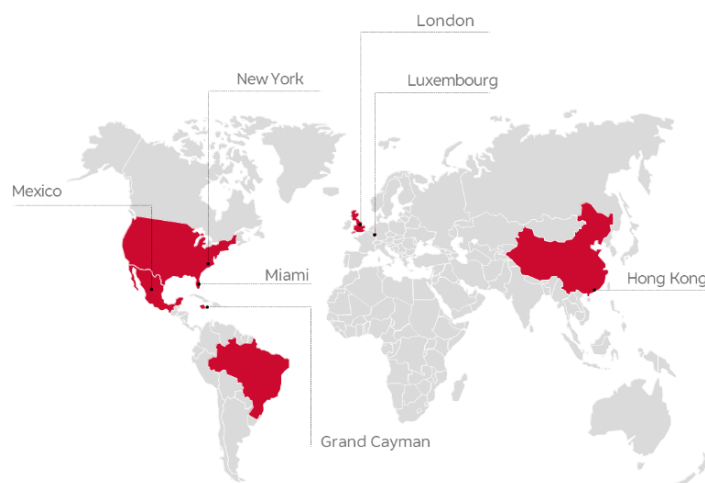 London
New York
Luxembourg
Mexico
Miami
Hong Kong
Grand Cayman